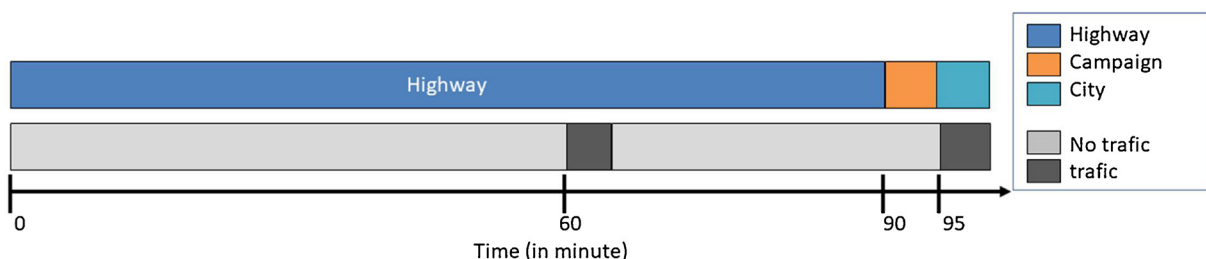 Highway
Highway
Campaign
City
No trafic
trafic
0
60
90
95
Time (in minute)